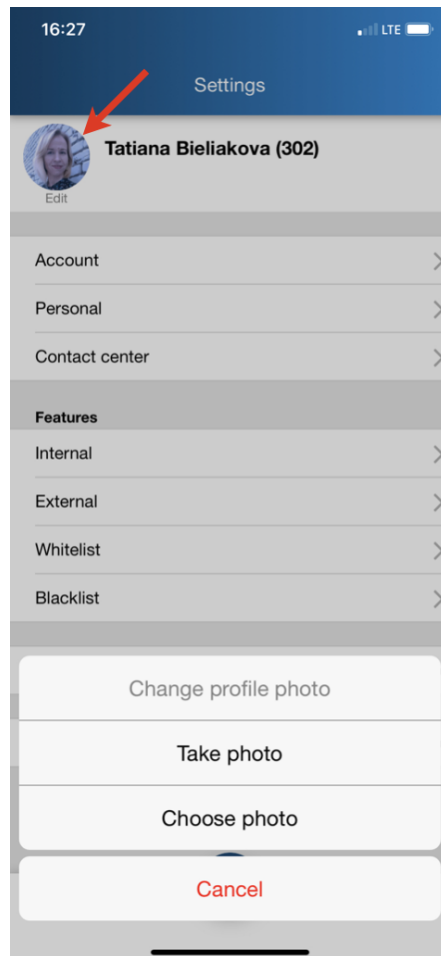 16:27
LTE
Settings
Tatiana Bieliakova (302)
Edit
Account
Personal
Contact center
Features
Internal
External
Whitelist
Blacklist
Change profile photo
Take photo
Choose photo
Cancel